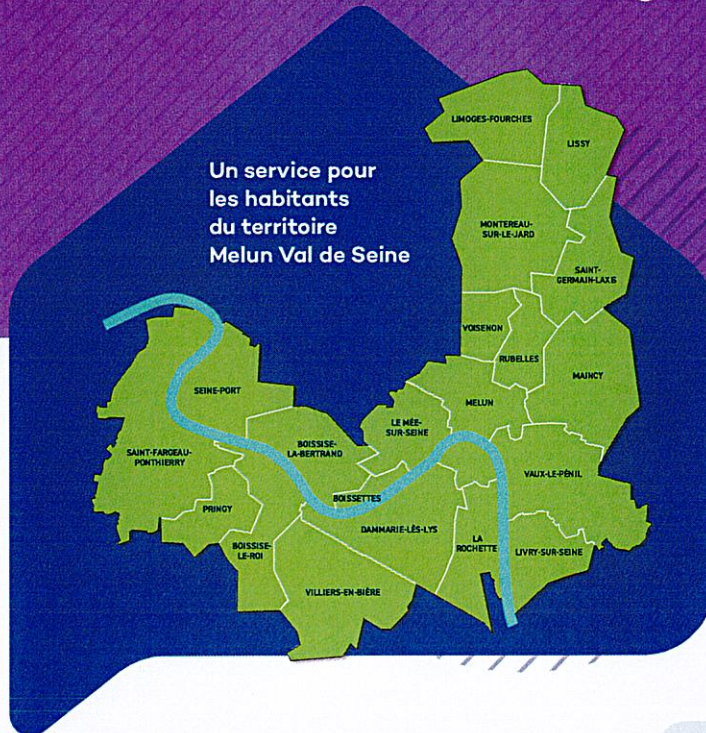 Un service pour
les habitants
du territoire
Melun Val de Seine
LIMOGES-FOURCHES
LISSY
MONTEREAU-
SUR-LE-JARD
SAINT-
GERMAIN-LAXIS
VOISENON
RUBELLES
MAINCY
SEINE-PORT
MELUN
LE MÉE-
SUR-SEINE
BOISSISE-
LA-BERTRAND
SAINT-FARGEAU-
PONTHIERRY
VAUX-LE-PÉNIL
BOISSETTES
PRINGY
DAMMARIE-LÈS-LYS
BOISSISE-
LE-ROI
LA
ROCHETTE
LIVRY-SUR-SEINE
VILLIERS-EN-BIÈRE